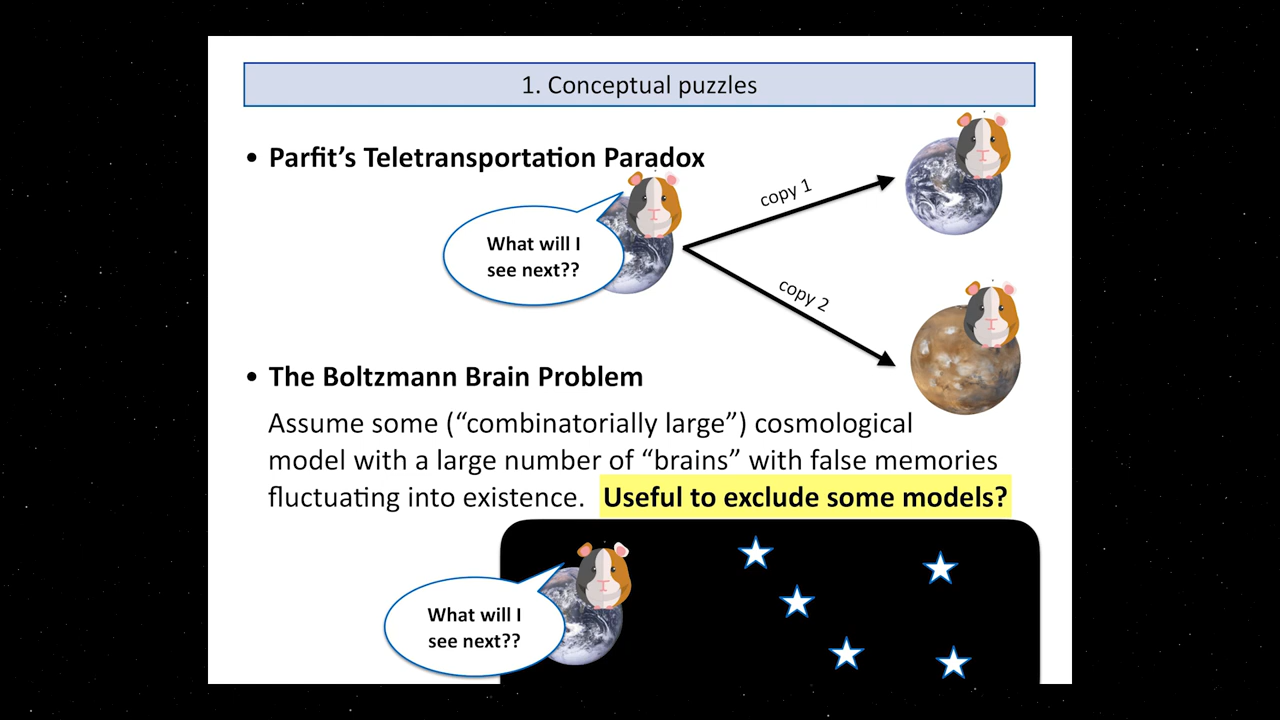 1. Conceptual puzzles
• Parfit’s Teletransportation Paradox
copy 1
What will I
see next??
copy 2
• The Boltzmann Brain Problem
Assume some (“combinatorially large”) cosmological
model with a large number of “brains” with false memories
fluctuating into existence. Useful to exclude some models?
What will I
see next??